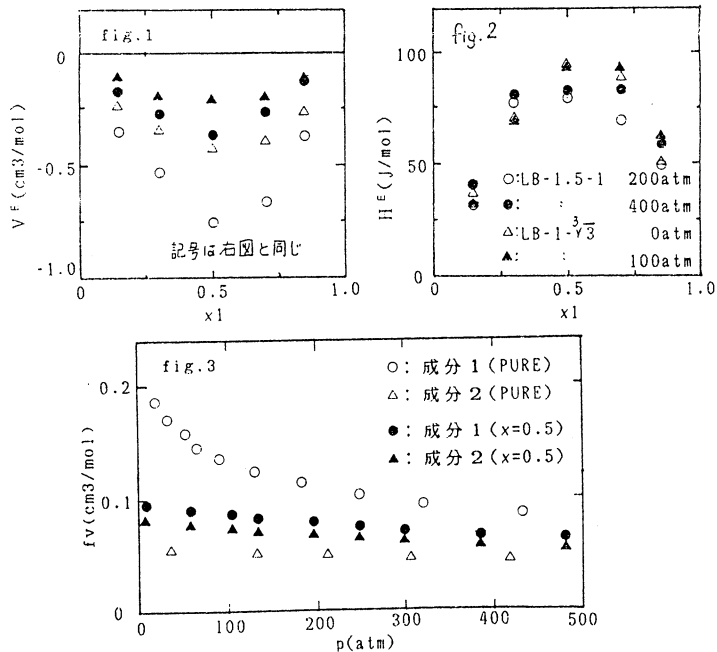 fig.1
0
-0.5
-1.0
V^E(cm3/mol)
記号は右図と同じ
0
0.5
1.0
x1
fig.2
100
50
0
H^E(J/mol)
○:LB-1.5-1 200atm
●: 〃 400atm
△:LB-1-∛3 0atm
▲: 〃 100atm
0
0.5
1.0
x1
fig.3
0.2
0.1
0
fv(cm3/mol)
○: 成分1(PURE)
△: 成分2(PURE)
●: 成分1(x=0.5)
▲: 成分2(x=0.5)
0
100
200
300
400
500
p(atm)